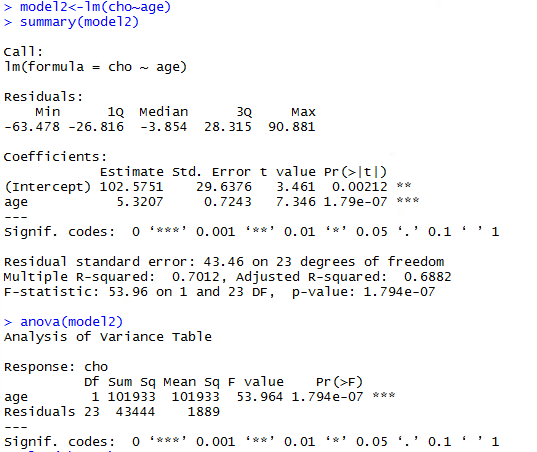 > model2<-lm(cho~age)
> summary(model2)
Call:
lm(formula = cho ~ age)
Residuals:
    Min      1Q  Median      3Q     Max
-63.478 -26.816  -3.854  28.315  90.881
Coefficients:
            Estimate Std. Error t value Pr(>|t|)
(Intercept) 102.5751    29.6376   3.461  0.00212 **
age           5.3207     0.7243   7.346 1.79e-07 ***
---
Signif. codes:  0 ‘***’ 0.001 ‘**’ 0.01 ‘*’ 0.05 ‘.’ 0.1 ‘ ’ 1
Residual standard error: 43.46 on 23 degrees of freedom
Multiple R-squared:  0.7012, Adjusted R-squared:  0.6882
F-statistic: 53.96 on 1 and 23 DF,  p-value: 1.794e-07
> anova(model2)
Analysis of Variance Table
Response: cho
          Df Sum Sq Mean Sq F value    Pr(>F)
age        1 101933  101933  53.964 1.794e-07 ***
Residuals 23  43444    1889
---
Signif. codes:  0 ‘***’ 0.001 ‘**’ 0.01 ‘*’ 0.05 ‘.’ 0.1 ‘ ’ 1